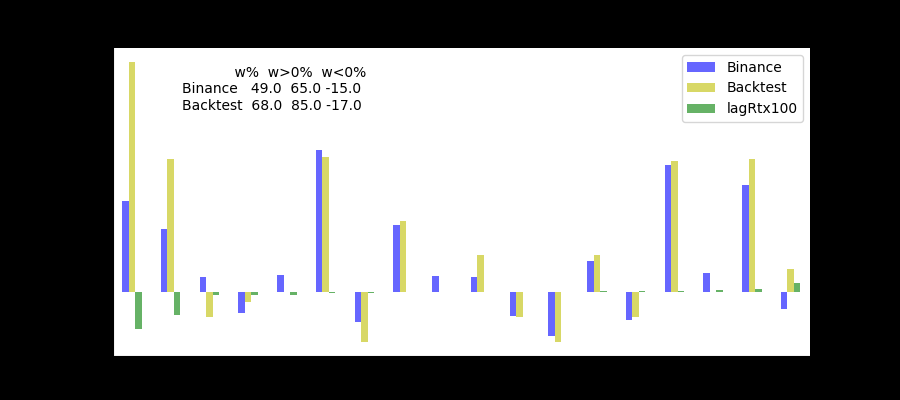 w% w>0% w<0%
Binance 49.0 65.0 -15.0
Backtest 68.0 85.0 -17.0
Binance
Backtest
lagRtx100